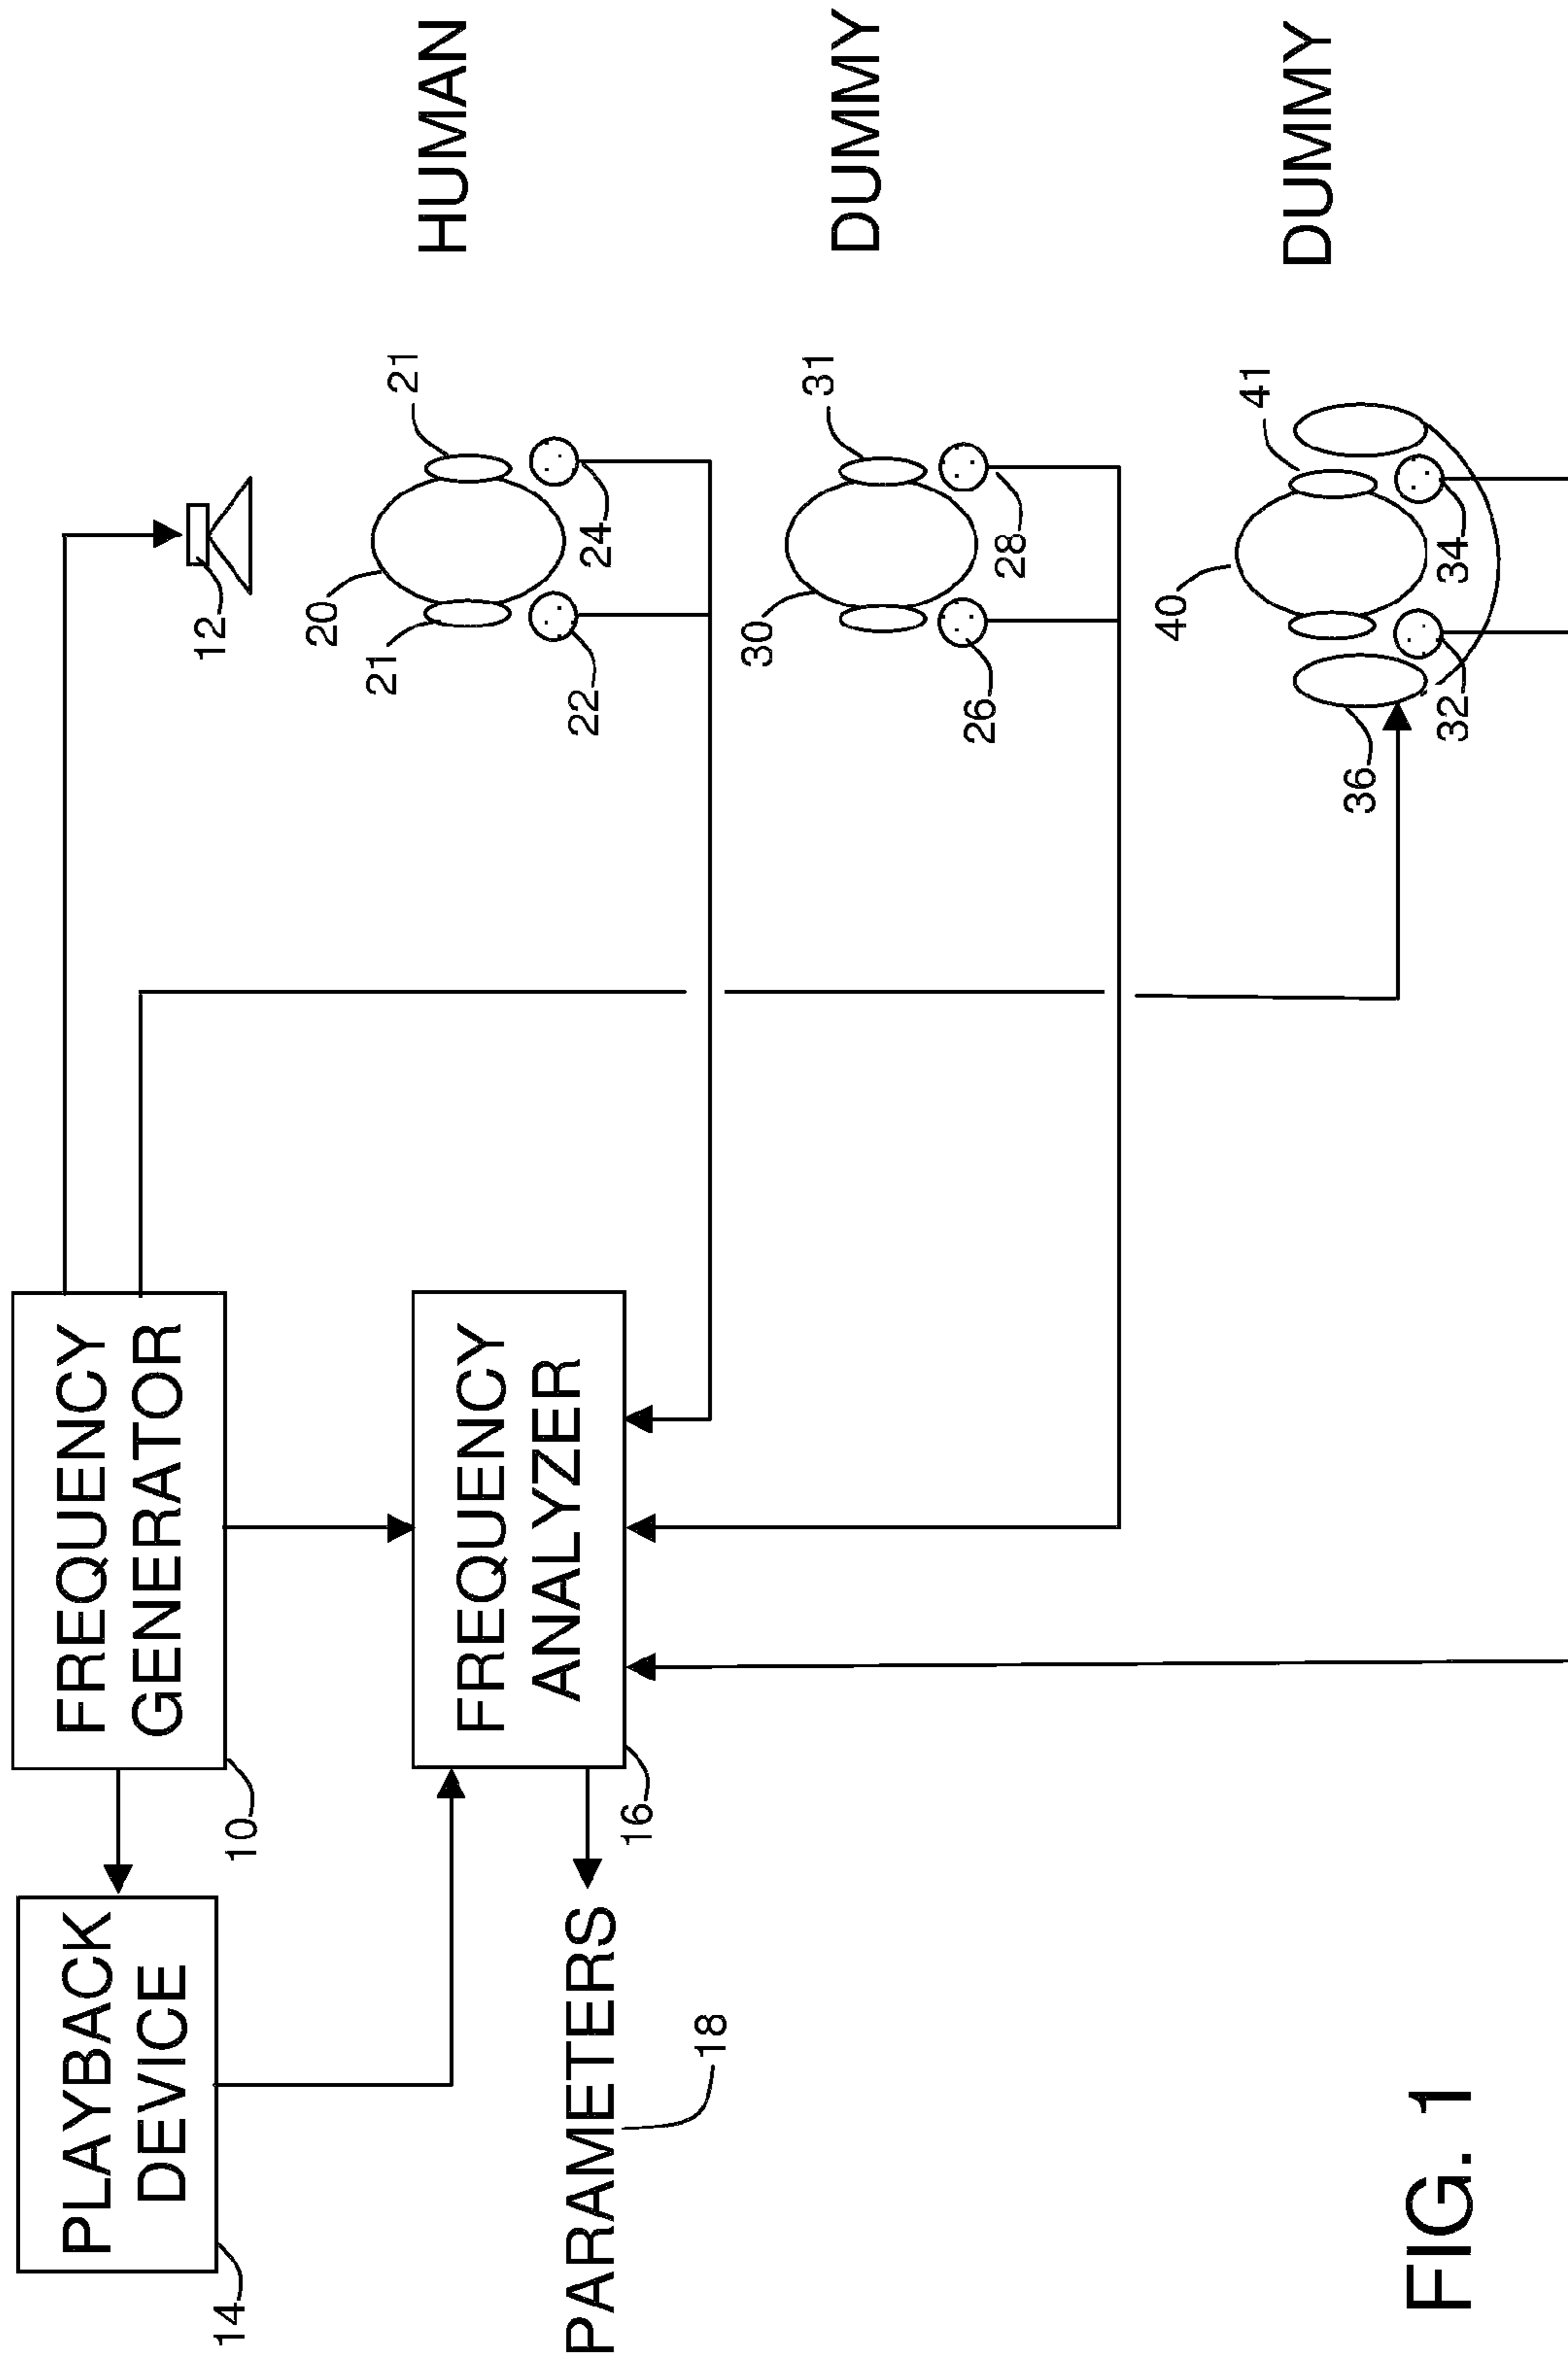 PLAYBACK
DEVICE
14
FREQUENCY
GENERATOR
10
12
FREQUENCY
ANALYZER
16
PARAMETERS
18
20
21
21
22
24
HUMAN
30
31
26
28
DUMMY
40
41
36
32
34
DUMMY
FIG. 1